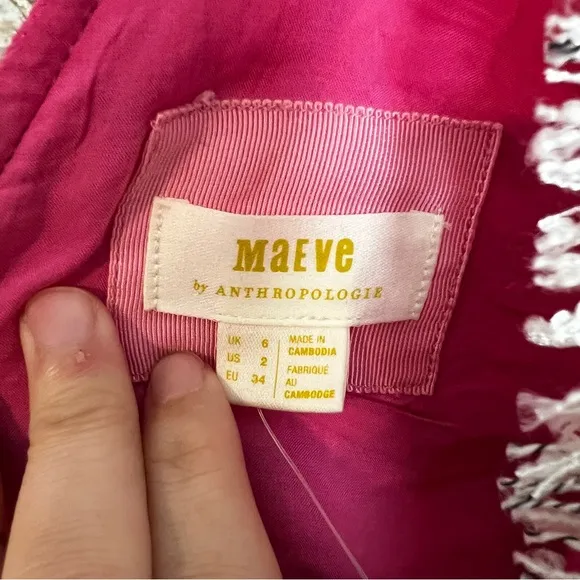 MaEve
by ANTHROPOLOGIE
UK 6
US 2
EU 34
MADE IN
CAMBODIA
FABRIQUÉ
AU
CAMBODGE